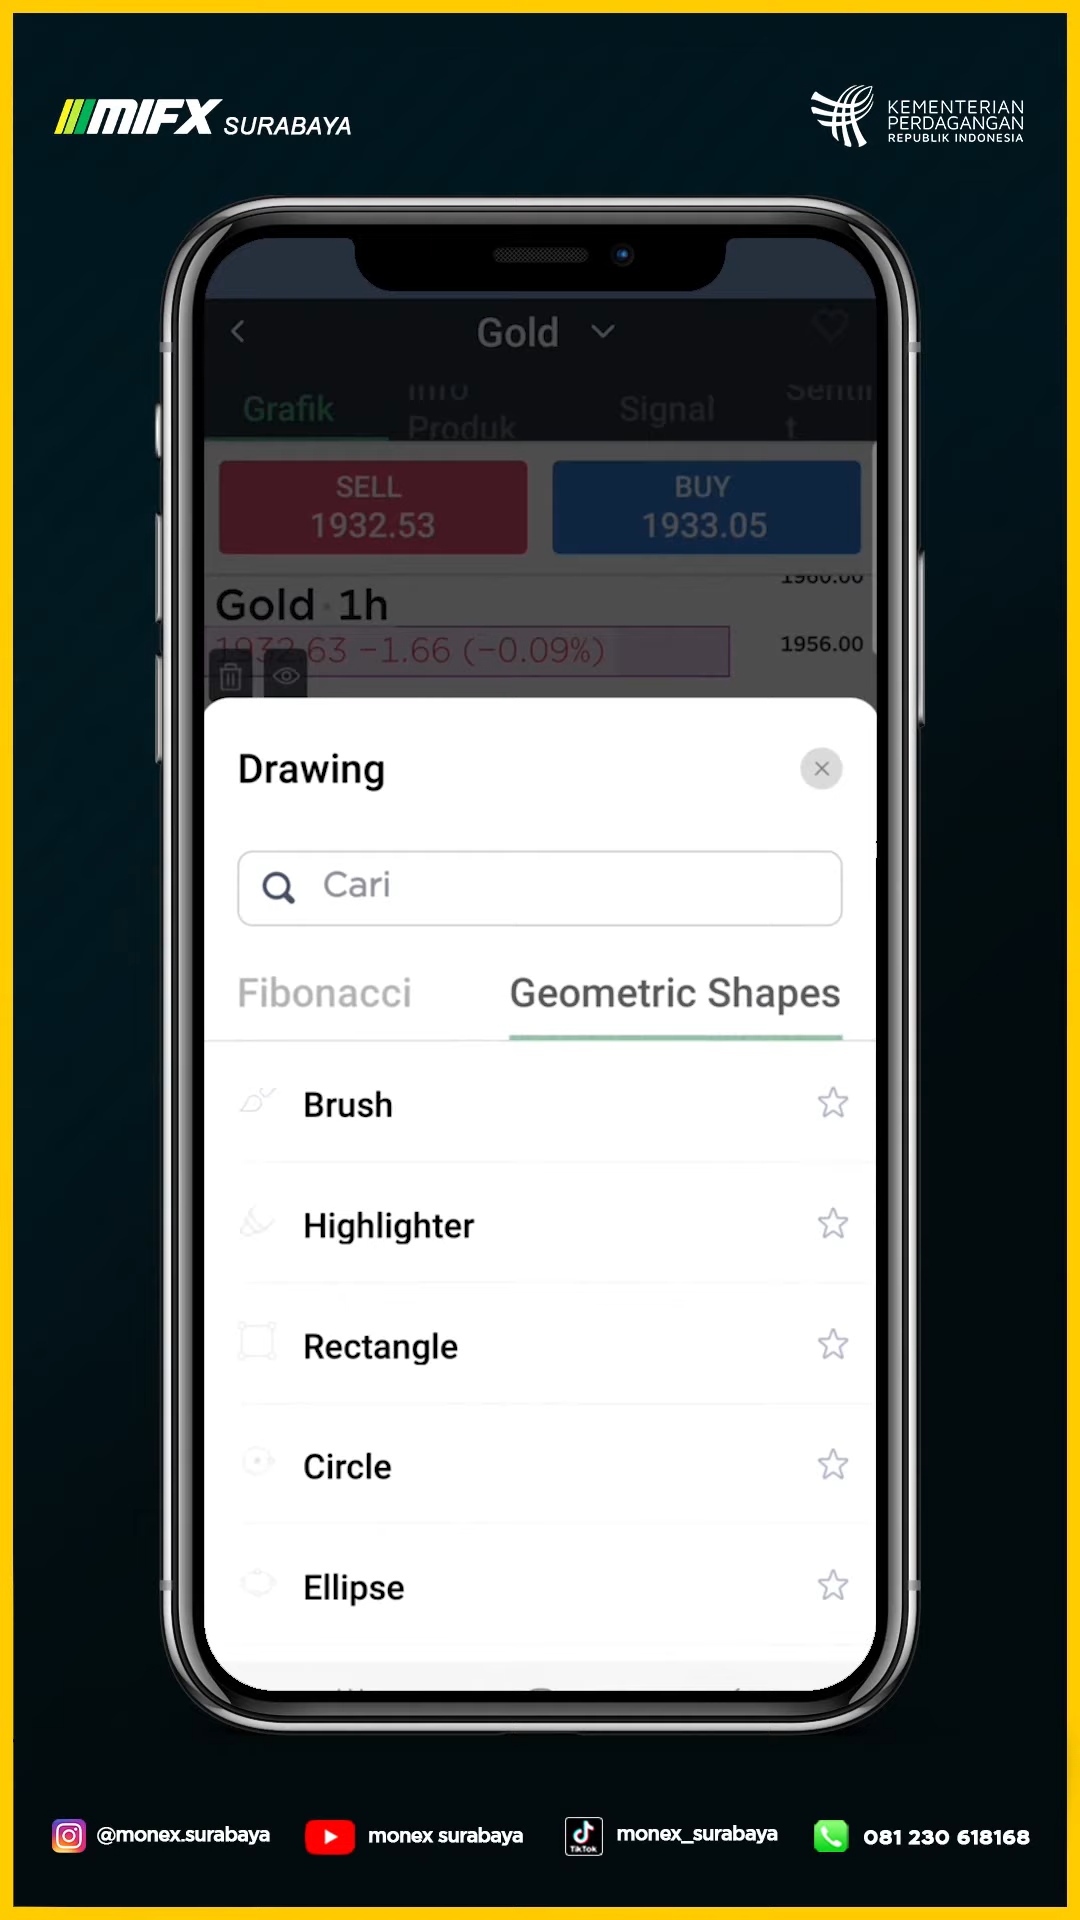 MIFX SURABAYA
KEMENTERIAN
PERDAGANGAN
REPUBLIK INDONESIA
Gold
Grafik
Info
Produk
Signal
t
SELL
1932.53
BUY
1933.05
1960.00
Gold · 1h
1932.63 −1.66 (−0.09%)
1956.00
Drawing
Cari
Fibonacci
Geometric Shapes
Brush
Highlighter
Rectangle
Circle
Ellipse
@monex.surabaya
monex surabaya
TikTok
monex_surabaya
081 230 618168